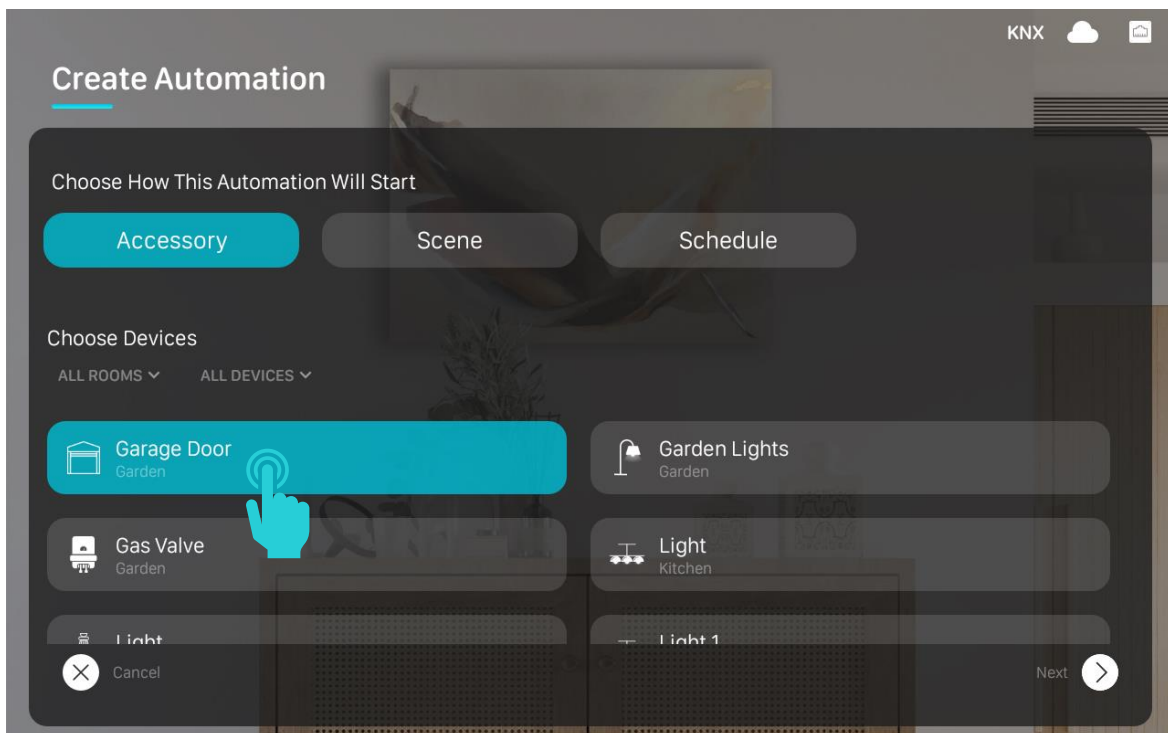 KNX
Create Automation
Choose How This Automation Will Start
Accessory Scene Schedule
Choose Devices
ALL ROOMS ALL DEVICES
Garage Door
Garden
Garden Lights
Garden
Gas Valve
Garden
Light
Kitchen
Light
Light 1
Cancel
Next